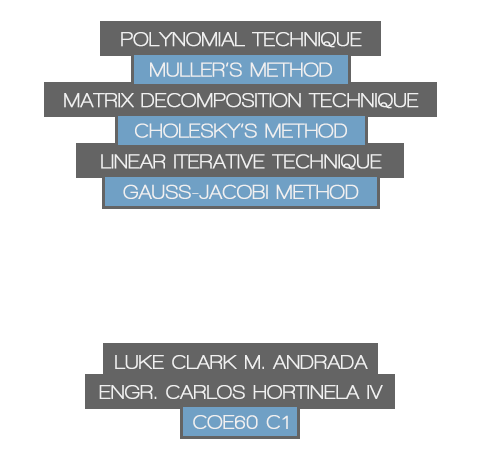 POLYNOMIAL TECHNIQUE
MULLER'S METHOD
MATRIX DECOMPOSITION TECHNIQUE
CHOLESKY'S METHOD
LINEAR ITERATIVE TECHNIQUE
GAUSS-JACOBI METHOD
LUKE CLARK M. ANDRADA
ENGR. CARLOS HORTINELA IV
COE60 C1